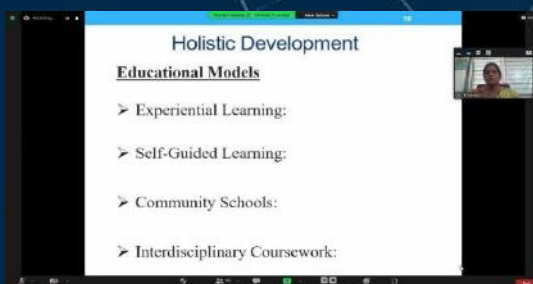 Holistic Development
Educational Models
➢ Experiential Learning:
➢ Self-Guided Learning:
➢ Community Schools:
➢ Interdisciplinary Coursework: